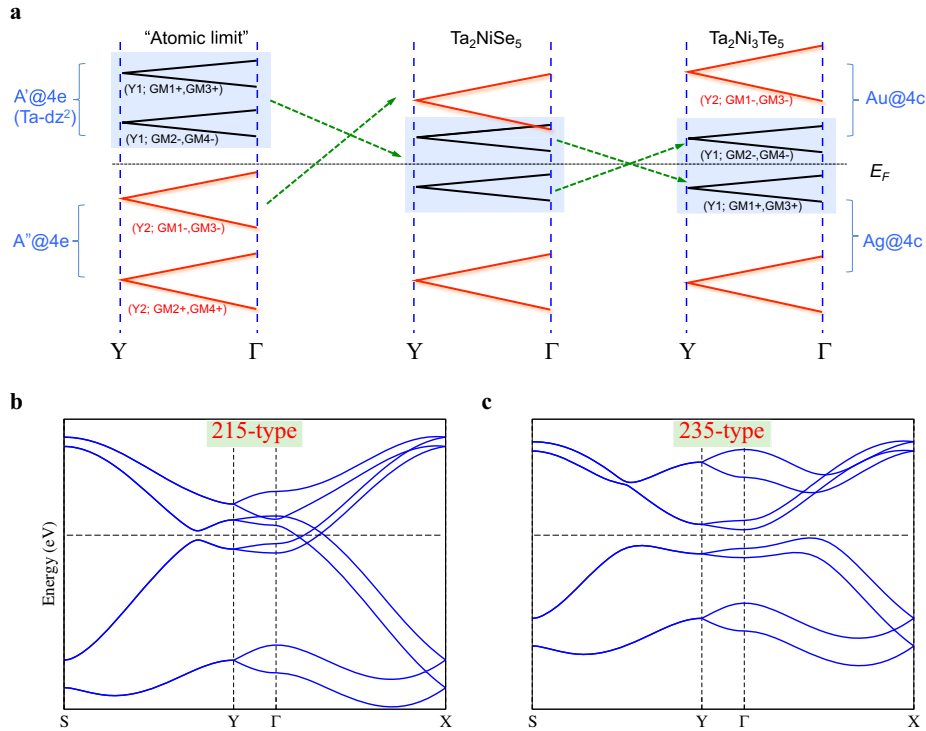 a
“Atomic limit”
Ta₂NiSe₅
Ta₂Ni₃Te₅
A'@4e
(Ta-dz²)
(Y1; GM1+,GM3+)
(Y1; GM2-,GM4-)
(Y2; GM1-,GM3-)
Au@4c
(Y1; GM2-,GM4-)
E_F
(Y2; GM1-,GM3-)
(Y1; GM1+,GM3+)
A"@4e
Ag@4c
(Y2; GM2+,GM4+)
Y
Γ
Y
Γ
Y
Γ
b
215-type
Energy (eV)
S
Y
Γ
X
c
235-type
S
Y
Γ
X